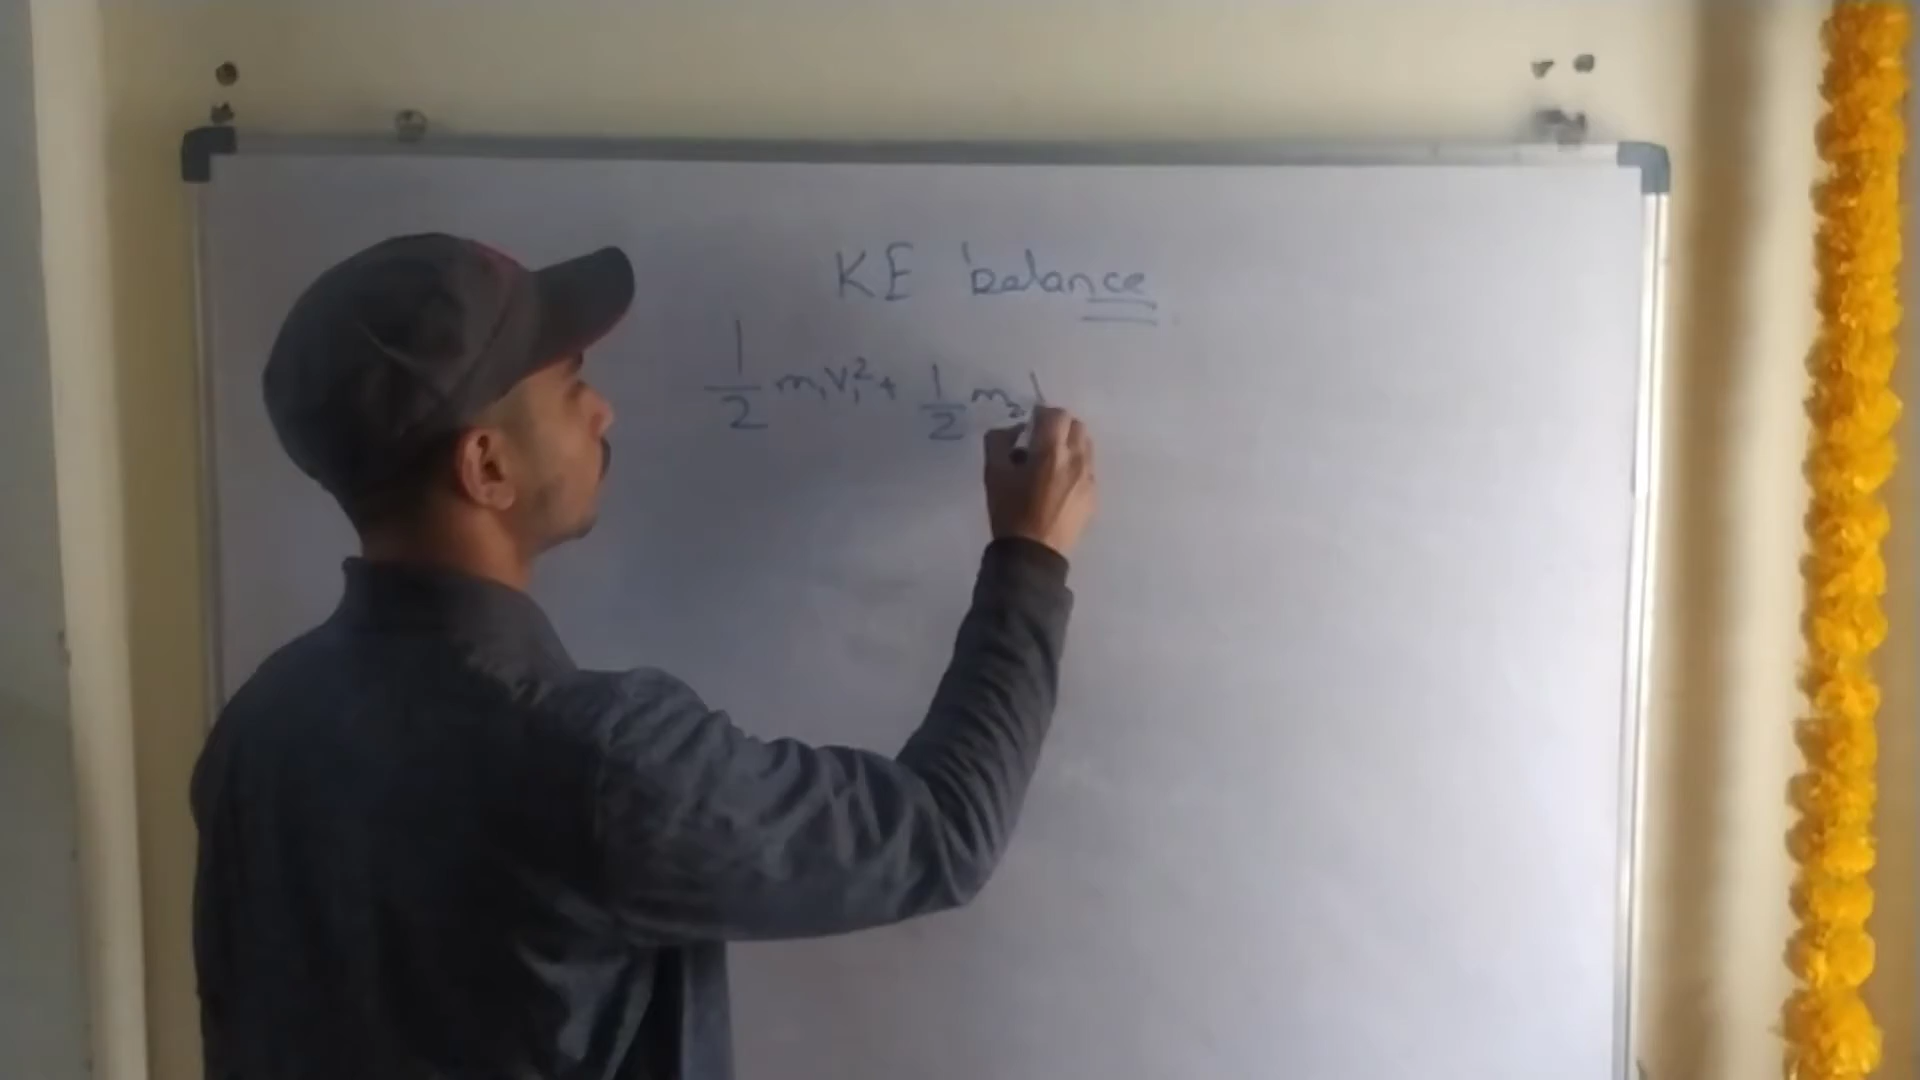 KE balance
1/2 m₁V₁² + 1/2 m₂